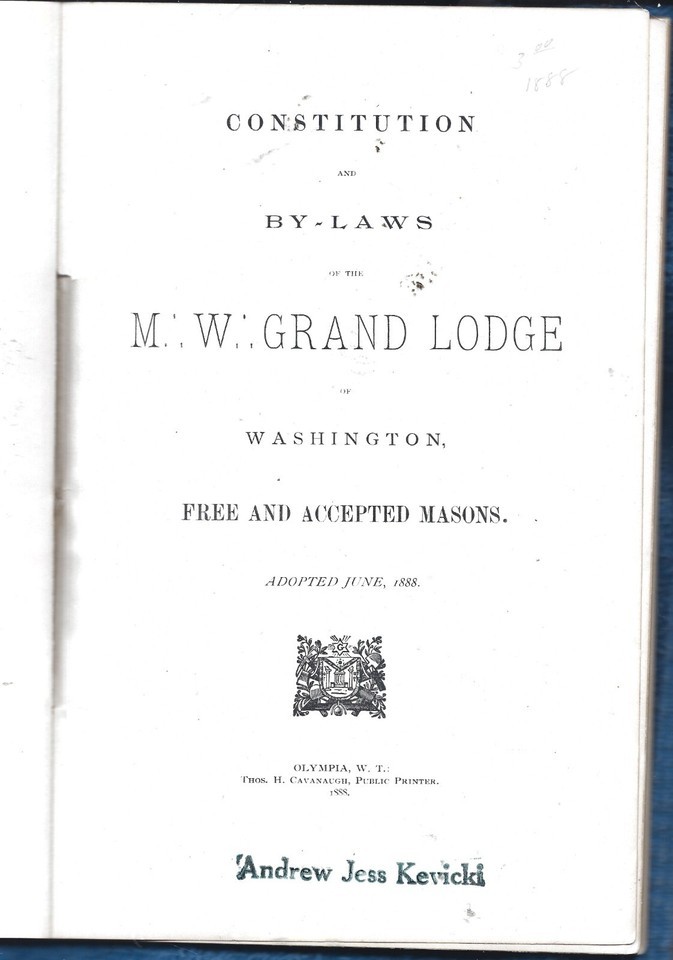 3 00
1888
CONSTITUTION
AND
BY-LAWS
OF THE
M∴W∴GRAND LODGE
OF
WASHINGTON,
FREE AND ACCEPTED MASONS.
ADOPTED JUNE, 1888.
G
OLYMPIA, W. T.:
THOS. H. CAVANAUGH, PUBLIC PRINTER.
1888.
Andrew Jess Kevicki